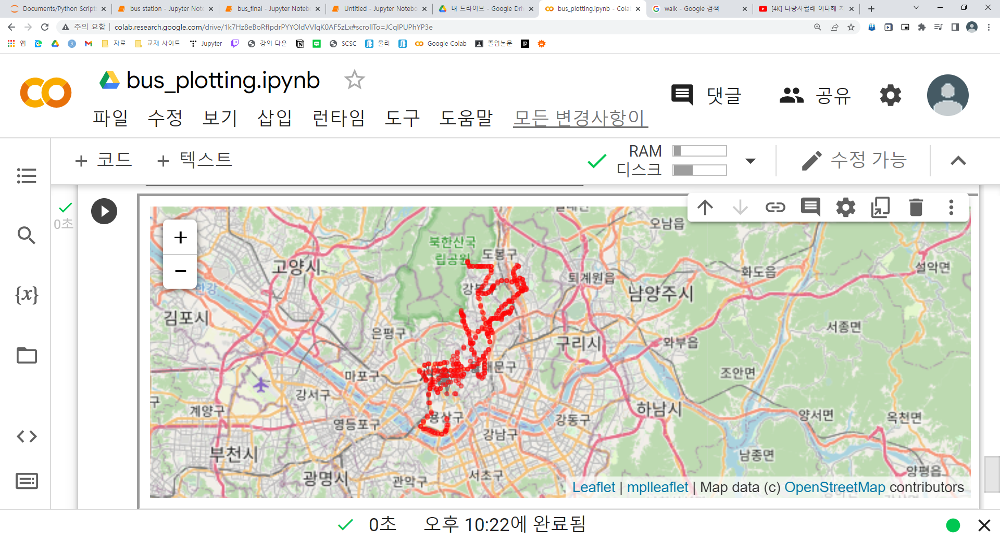 Documents/Python Script
bus station - Jupyter Note
bus_final - Jupyter Noteb
Untitled - Jupyter Notebo
내 드라이브 - Google Dri
bus_plotting.ipynb - Cola
walk - Google 검색
[4K] 나랑사귈래 이다혜 치
주의 요함
colab.research.google.com/drive/1k7Hz8eBoRfIpdrPYYOldVVlqK0AF5zLx#scrollTo=JCqlPUPhYP3e
앱
자료
교재 사이트
Jupyter
강의 다운
SCSC
물리
Google Colab
졸업논문
bus_plotting.ipynb
댓글
공유
파일 수정 보기 삽입 런타임 도구 도움말 모든 변경사항이
+ 코드 + 텍스트
RAM
디스크
수정 가능
0초
{x}
+
−
오남읍
북한산국
립공원
도봉구
고양시
화도읍
설악면
퇴계원읍
한강
강북
남양주시
김포시
서종면
은평구
구리시
와부읍
대문구
마포구
조안면
강서구
계양구
하남시
용산구
강동구
양서면
옥천면
영등포구
강남구
부천시
남종면
양평읍
광명시
관악구
서초구
Leaflet | mplleaflet | Map data (c) OpenStreetMap contributors
0초 오후 10:22에 완료됨